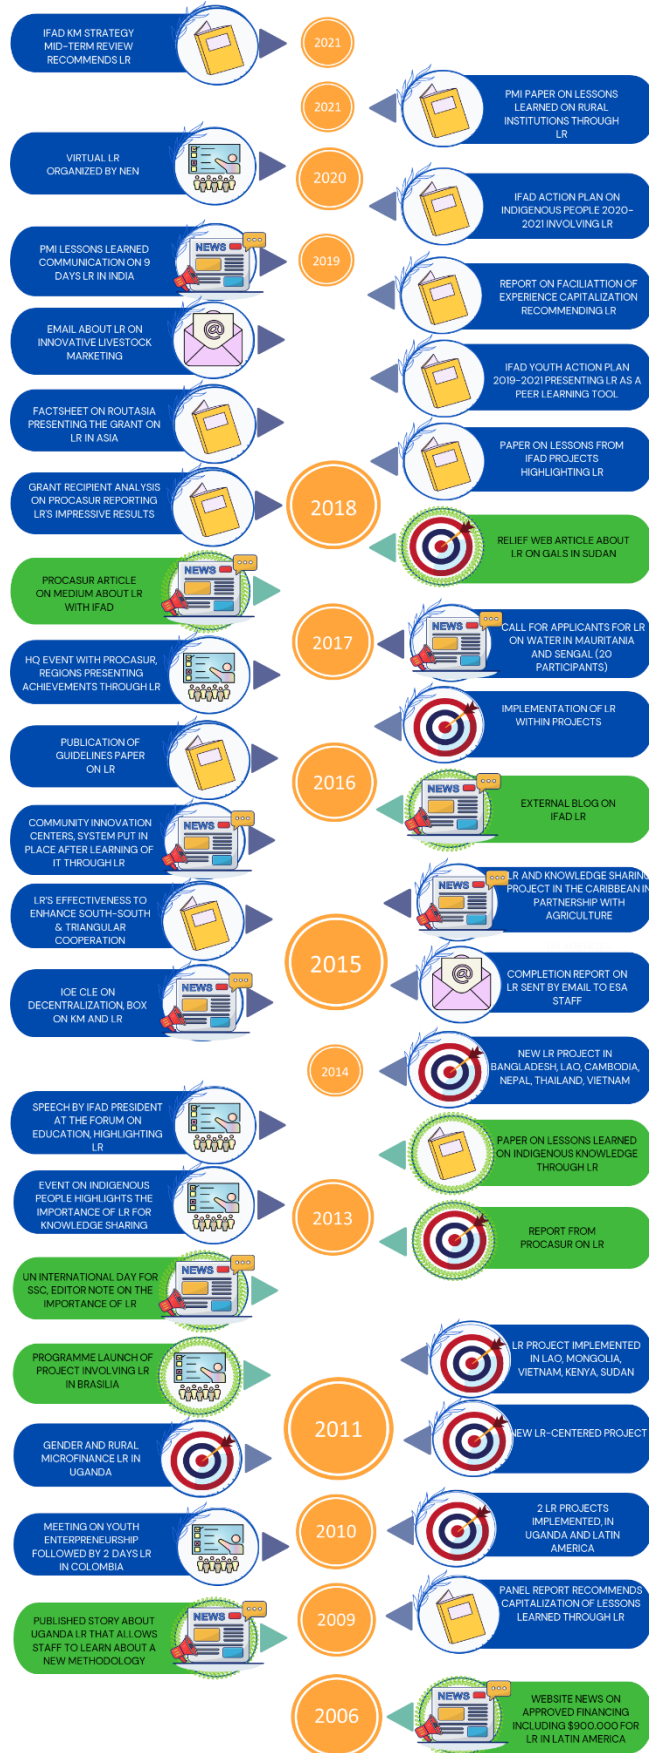 IFAD KM STRATEGY
MID-TERM REVIEW
RECOMMENDS LR
2021
2021
PMI PAPER ON LESSONS
LEARNED ON RURAL
INSTITUTIONS THROUGH
LR
VIRTUAL LR
ORGANIZED BY NEN
2020
IFAD ACTION PLAN ON
INDIGENOUS PEOPLE 2020-
2021 INVOLVING LR
PMI LESSONS LEARNED
COMMUNICATION ON 9
DAYS LR IN INDIA
NEWS
2019
REPORT ON FACILIATTION OF
EXPERIENCE CAPITALIZATION
RECOMMENDING LR
EMAIL ABOUT LR ON
INNOVATIVE LIVESTOCK
MARKETING
@
IFAD YOUTH ACTION PLAN
2019-2021 PRESENTING LR AS A
PEER LEARNING TOOL
FACTSHEET ON ROUTASIA
PRESENTING THE GRANT ON
LR IN ASIA
PAPER ON LESSONS FROM
IFAD PROJECTS
HIGHLIGHTING LR
GRANT RECIPIENT ANALYSIS
ON PROCASUR REPORTING
LR'S IMPRESSIVE RESULTS
2018
RELIEF WEB ARTICLE ABOUT
LR ON GALS IN SUDAN
PROCASUR ARTICLE
ON MEDIUM ABOUT LR
WITH IFAD
NEWS
2017
NEWS
CALL FOR APPLICANTS FOR LR
ON WATER IN MAURITANIA
AND SENGAL (20
PARTICIPANTS)
HQ EVENT WITH PROCASUR,
REGIONS PRESENTING
ACHIEVEMENTS THROUGH LR
IMPLEMENTATION OF LR
WITHIN PROJECTS
PUBLICATION OF
GUIDELINES PAPER
ON LR
2016
NEWS
EXTERNAL BLOG ON
IFAD LR
COMMUNITY INNOVATION
CENTERS, SYSTEM PUT IN
PLACE AFTER LEARNING OF
IT THROUGH LR
NEWS
NEWS
LR AND KNOWLEDGE SHARING
PROJECT IN THE CARIBBEAN IN
PARTNERSHIP WITH
AGRICULTURE
LR'S EFFECTIVENESS TO
ENHANCE SOUTH-SOUTH
& TRIANGULAR
COOPERATION
2015
IOE CLE ON
DECENTRALIZATION, BOX
ON KM AND LR
NEWS
@
COMPLETION REPORT ON
LR SENT BY EMAIL TO ESA
STAFF
2014
NEW LR PROJECT IN
BANGLADESH, LAO, CAMBODIA,
NEPAL, THAILAND, VIETNAM
SPEECH BY IFAD PRESIDENT
AT THE FORUM ON
EDUCATION, HIGHLIGHTING
LR
PAPER ON LESSONS LEARNED
ON INDIGENOUS KNOWLEDGE
THROUGH LR
EVENT ON INDIGENOUS
PEOPLE HIGHLIGHTS THE
IMPORTANCE OF LR FOR
KNOWLEDGE SHARING
2013
REPORT FROM
PROCASUR ON LR
UN INTERNATIONAL DAY FOR
SSC, EDITOR NOTE ON THE
IMPORTANCE OF LR
NEWS
LR PROJECT IMPLEMENTED
IN LAO, MONGOLIA,
VIETNAM, KENYA, SUDAN
PROGRAMME LAUNCH OF
PROJECT INVOLVING LR
IN BRASILIA
2011
NEW LR-CENTERED PROJECT
GENDER AND RURAL
MICROFINANCE LR IN
UGANDA
2010
2 LR PROJECTS
IMPLEMENTED, IN
UGANDA AND LATIN
AMERICA
MEETING ON YOUTH
ENTERPRENEURSHIP
FOLLOWED BY 2 DAYS LR
IN COLOMBIA
PANEL REPORT RECOMMENDS
CAPITALIZATION OF LESSONS
LEARNED THROUGH LR
2009
PUBLISHED STORY ABOUT
UGANDA LR THAT ALLOWS
STAFF TO LEARN ABOUT A
NEW METHODOLOGY
NEWS
2006
NEWS
WEBSITE NEWS ON
APPROVED FINANCING
INCLUDING $900.000 FOR
LR IN LATIN AMERICA